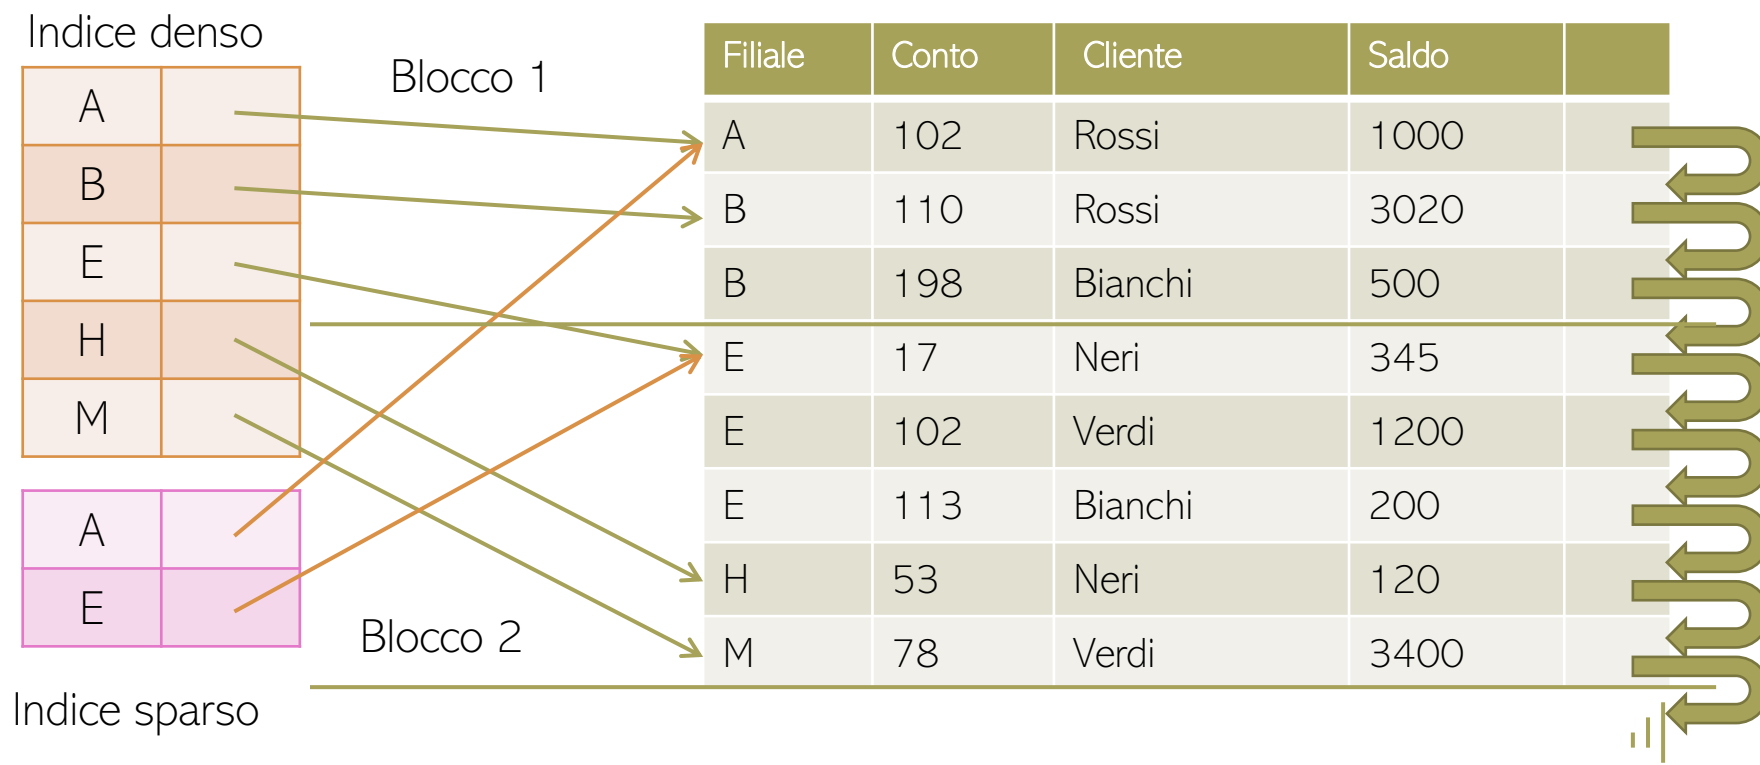 Indice denso
A
B
E
H
M
A
E
Indice sparso
Blocco 1
Blocco 2
Filiale Conto Cliente Saldo
A 102 Rossi 1000
B 110 Rossi 3020
B 198 Bianchi 500
E 17 Neri 345
E 102 Verdi 1200
E 113 Bianchi 200
H 53 Neri 120
M 78 Verdi 3400